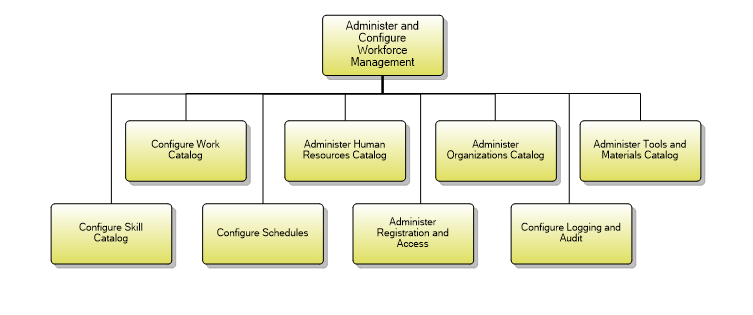 Administer and
Configure
Workforce
Management
Configure Work
Catalog
Administer Human
Resources Catalog
Administer
Organizations Catalog
Administer Tools and
Materials Catalog
Configure Skill
Catalog
Configure Schedules
Administer
Registration and
Access
Configure Logging and
Audit